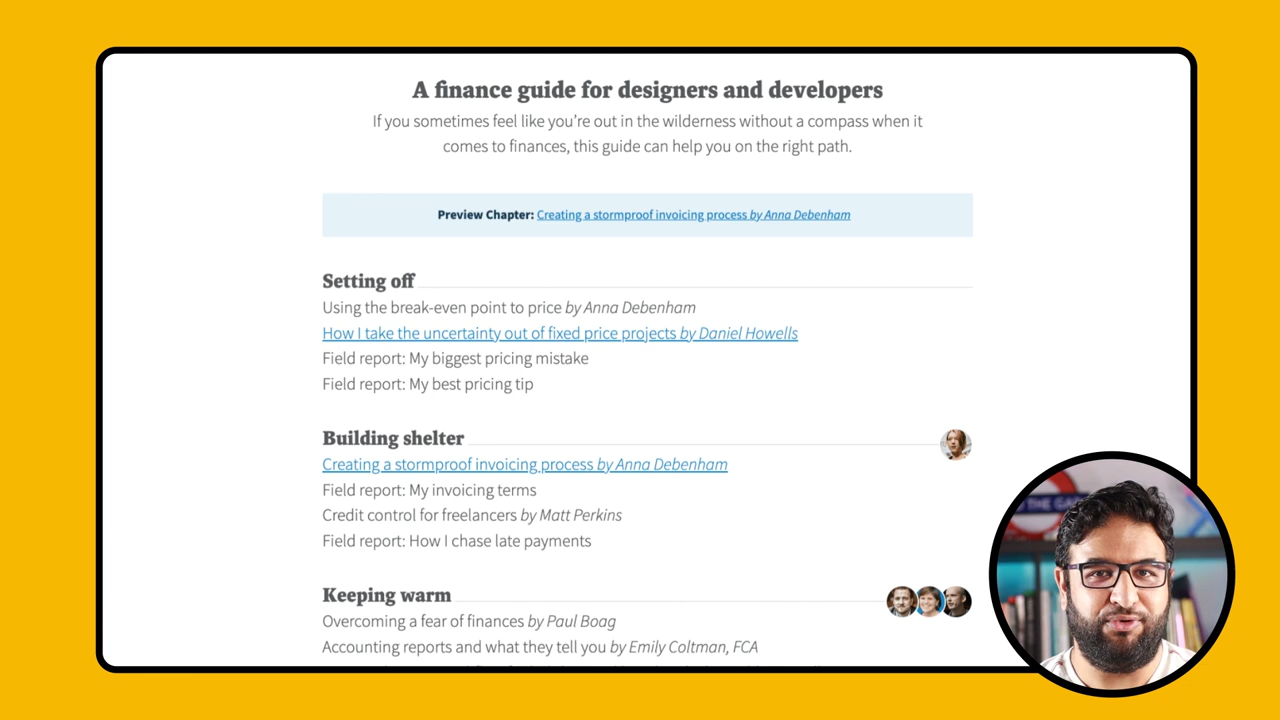 A finance guide for designers and developers
If you sometimes feel like you’re out in the wilderness without a compass when it
comes to finances, this guide can help you on the right path.
Preview Chapter: Creating a stormproof invoicing process by Anna Debenham
Setting off
Using the break-even point to price by Anna Debenham
How I take the uncertainty out of fixed price projects by Daniel Howells
Field report: My biggest pricing mistake
Field report: My best pricing tip
Building shelter
Creating a stormproof invoicing process by Anna Debenham
Field report: My invoicing terms
Credit control for freelancers by Matt Perkins
Field report: How I chase late payments
Keeping warm
Overcoming a fear of finances by Paul Boag
Accounting reports and what they tell you by Emily Coltman, FCA
THE GA